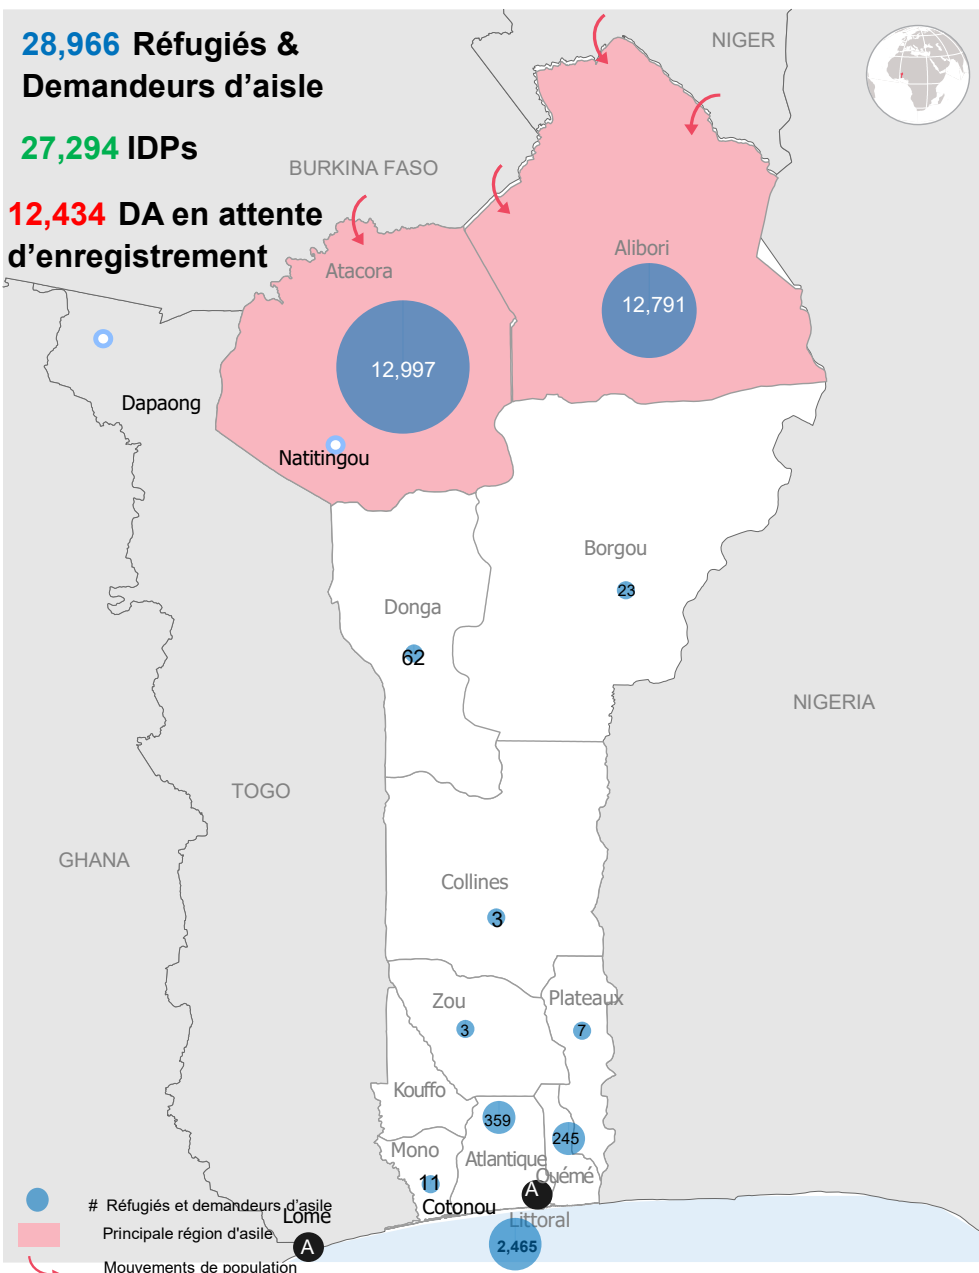 28,966 Réfugiés &
Demandeurs d’aisle
27,294 IDPs
12,434 DA en attente
d’enregistrement
NIGER
BURKINA FASO
Atacora
Alibori
12,791
12,997
Dapaong
Natitingou
Borgou
23
Donga
62
NIGERIA
TOGO
GHANA
Collines
3
Zou
3
Plateaux
7
Kouffo
359
245
Mono
Atlantique
Ouémé
11
A
Cotonou
Littoral
2,465
# Réfugiés et demandeurs d’asile
Lomé
A
Principale région d'asile
Mouvements de population